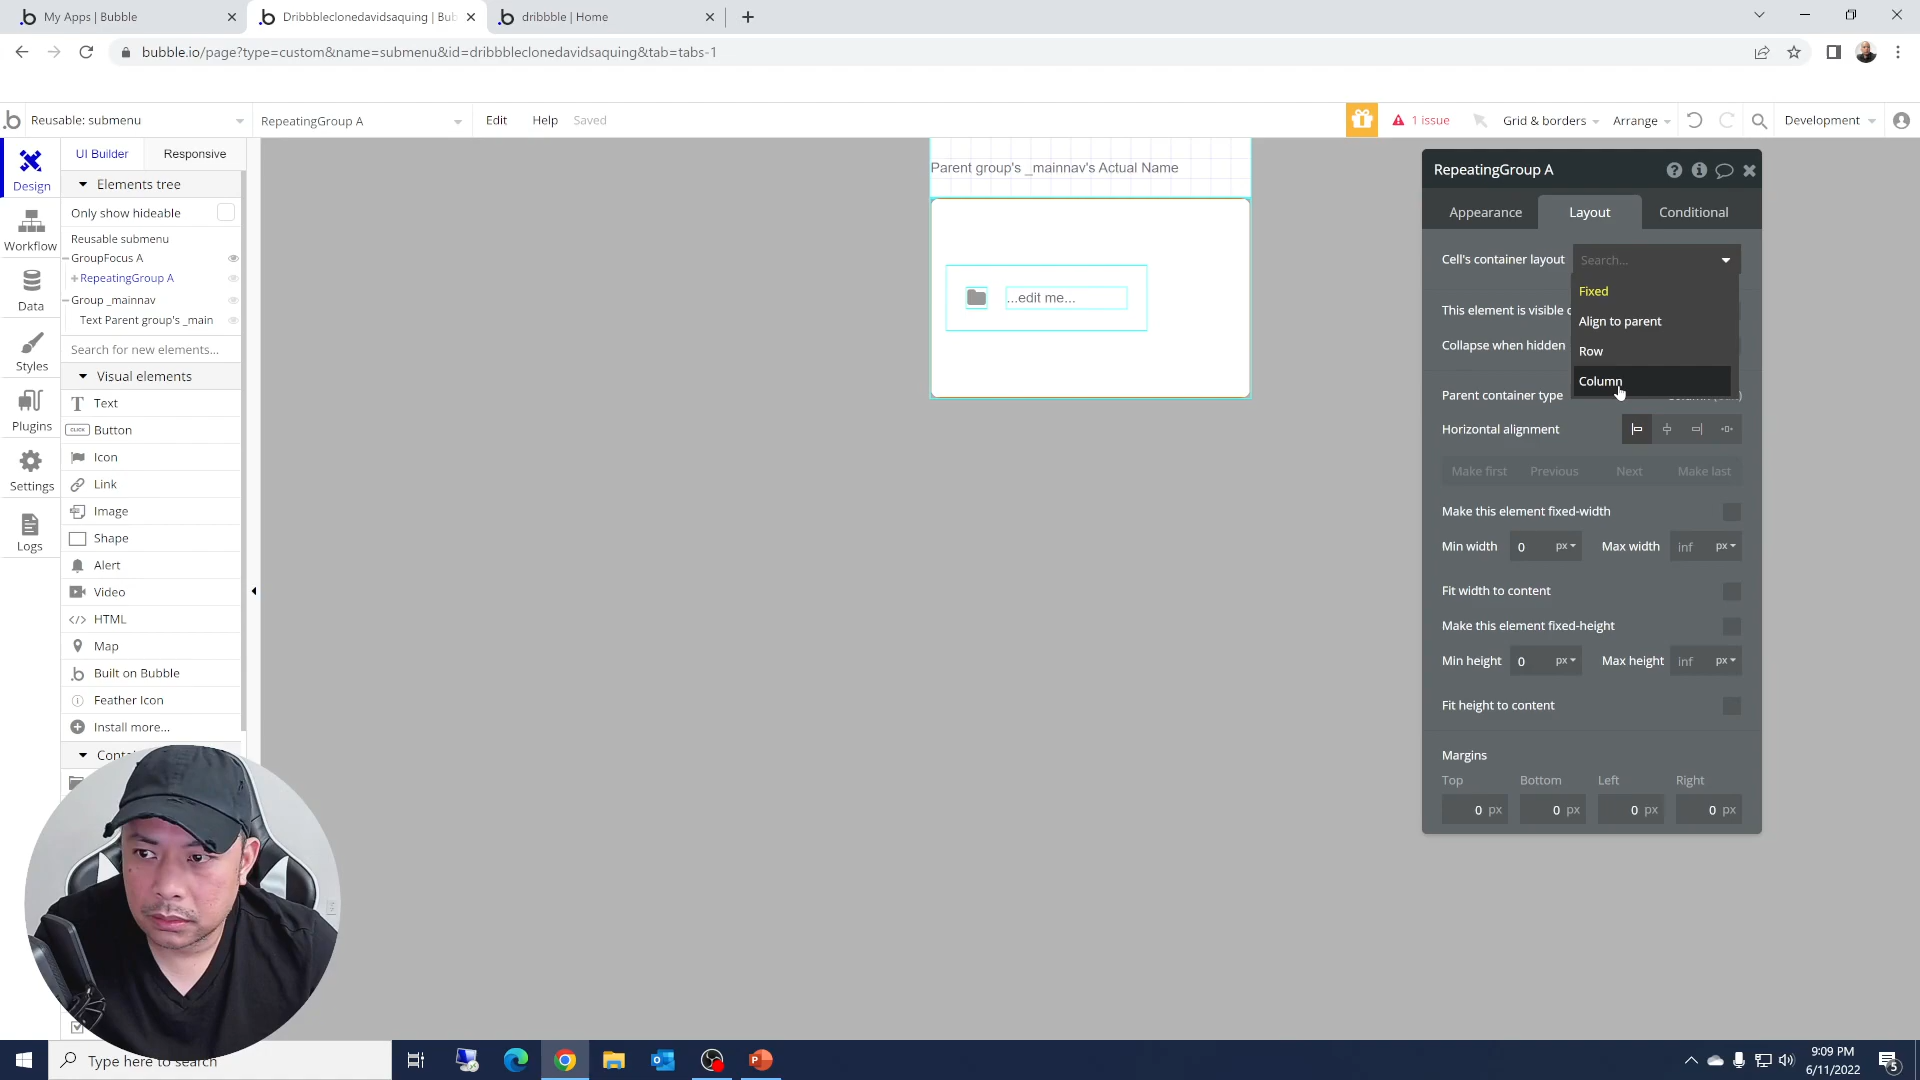 My Apps | Bubble
Dribbbleclonedavidsaquing | Bub
dribbble | Home
bubble.io/page?type=custom&name=submenu&id=dribbbleclonedavidsaquing&tab=tabs-1
Reusable: submenu
RepeatingGroup A
Edit
Help
Saved
1 issue
Grid & borders
Arrange
Development
Design
Workflow
Data
Styles
Plugins
Settings
Logs
UI Builder
Responsive
Elements tree
Only show hideable
Reusable submenu
GroupFocus A
RepeatingGroup A
Group _mainnav
Text Parent group's _main
Search for new elements...
Visual elements
Text
CLICK Button
Icon
Link
Image
Shape
Alert
Video
HTML
Map
Built on Bubble
Feather Icon
Install more...
Parent group's _mainnav's Actual Name
...edit me...
RepeatingGroup A
Appearance
Layout
Conditional
Cell's container layout
Search...
Fixed
Align to parent
Row
Column
This element is visible
Collapse when hidden
Parent container type
Horizontal alignment
Make first
Previous
Next
Make last
Make this element fixed-width
Min width 0 px
Max width inf px
Fit width to content
Make this element fixed-height
Min height 0 px
Max height inf px
Fit height to content
Margins
Top
Bottom
Left
Right
0 px
0 px
0 px
0 px
Type here to search
9:09 PM
6/11/2022
5